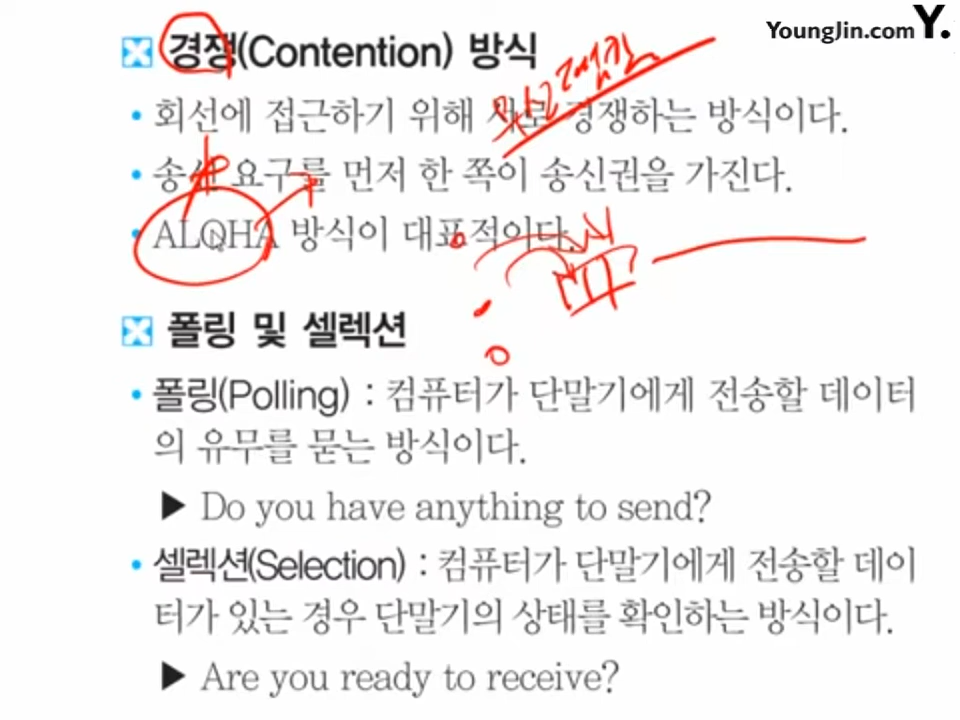 YoungJin.com Y.
경쟁(Contention) 방식
• 회선에 접근하기 위해 서로 경쟁하는 방식이다.
• 송신 요구를 먼저 한 쪽이 송신권을 가진다.
• ALOHA 방식이 대표적이다.
폴링 및 셀렉션
• 폴링(Polling) : 컴퓨터가 단말기에게 전송할 데이터
의 유무를 묻는 방식이다.
▶ Do you have anything to send?
• 셀렉션(Selection) : 컴퓨터가 단말기에게 전송할 데이
터가 있는 경우 단말기의 상태를 확인하는 방식이다.
▶ Are you ready to receive?